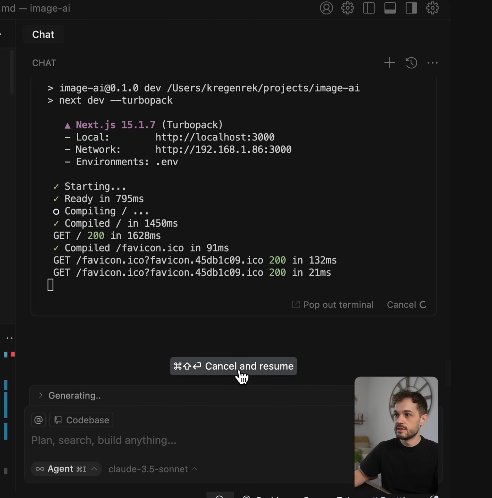 md — image-ai
Chat
CHAT
> image-ai@0.1.0 dev /Users/kregenrek/projects/image-ai
> next dev --turbopack
▲ Next.js 15.1.7 (Turbopack)
- Local: http://localhost:3000
- Network: http://192.168.1.86:3000
- Environments: .env
✓ Starting...
✓ Ready in 795ms
○ Compiling / ...
✓ Compiled / in 1450ms
GET / 200 in 1628ms
✓ Compiled /favicon.ico in 91ms
GET /favicon.ico?favicon.45db1c09.ico 200 in 132ms
GET /favicon.ico?favicon.45db1c09.ico 200 in 21ms
Pop out terminal Cancel
⌘⇧⏎ Cancel and resume
> Generating..
@ Codebase
Plan, search, build anything...
∞ Agent ⌘I claude-3.5-sonnet